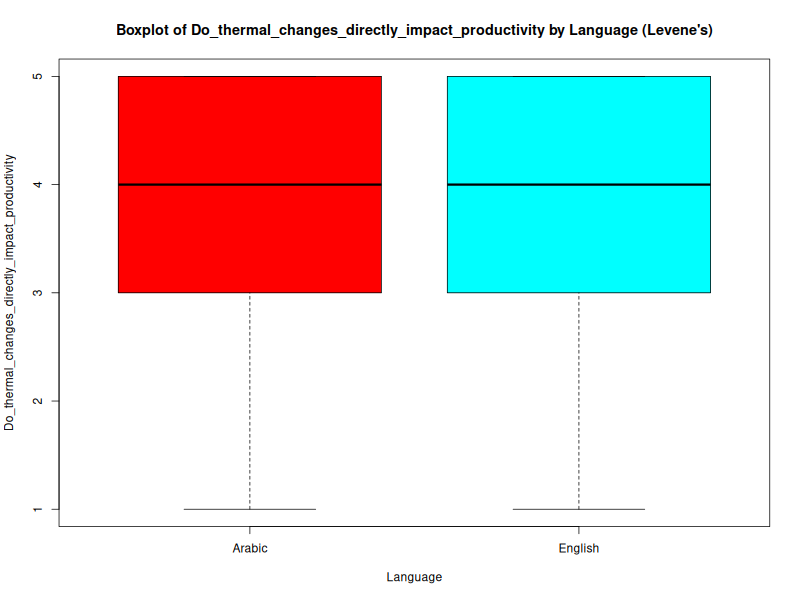 Boxplot of Do_thermal_changes_directly_impact_productivity by Language (Levene's)
Do_thermal_changes_directly_impact_productivity
5
4
3
2
1
Arabic English
Language